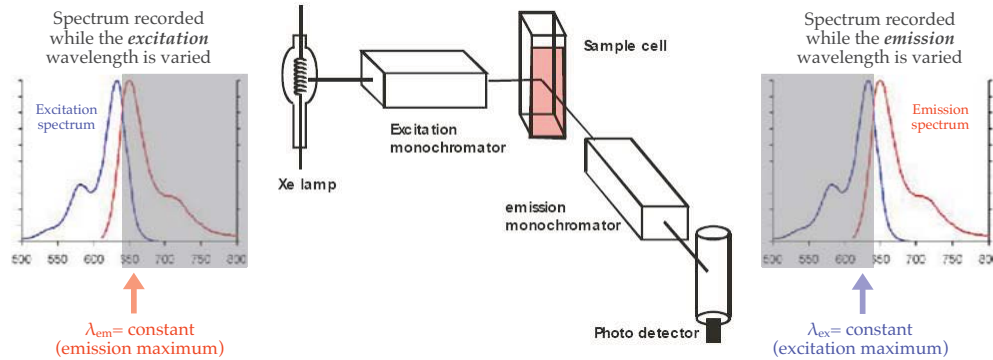 Spectrum recorded
while the excitation
wavelength is varied
Excitation
spectrum
500 550 600 650 700 750 800
λem= constant
(emission maximum)
Xe lamp
Excitation
monochromator
Sample cell
emission
monochromator
Photo detector
Spectrum recorded
while the emission
wavelength is varied
Emission
spectrum
500 550 600 650 700 750 800
λex= constant
(excitation maximum)